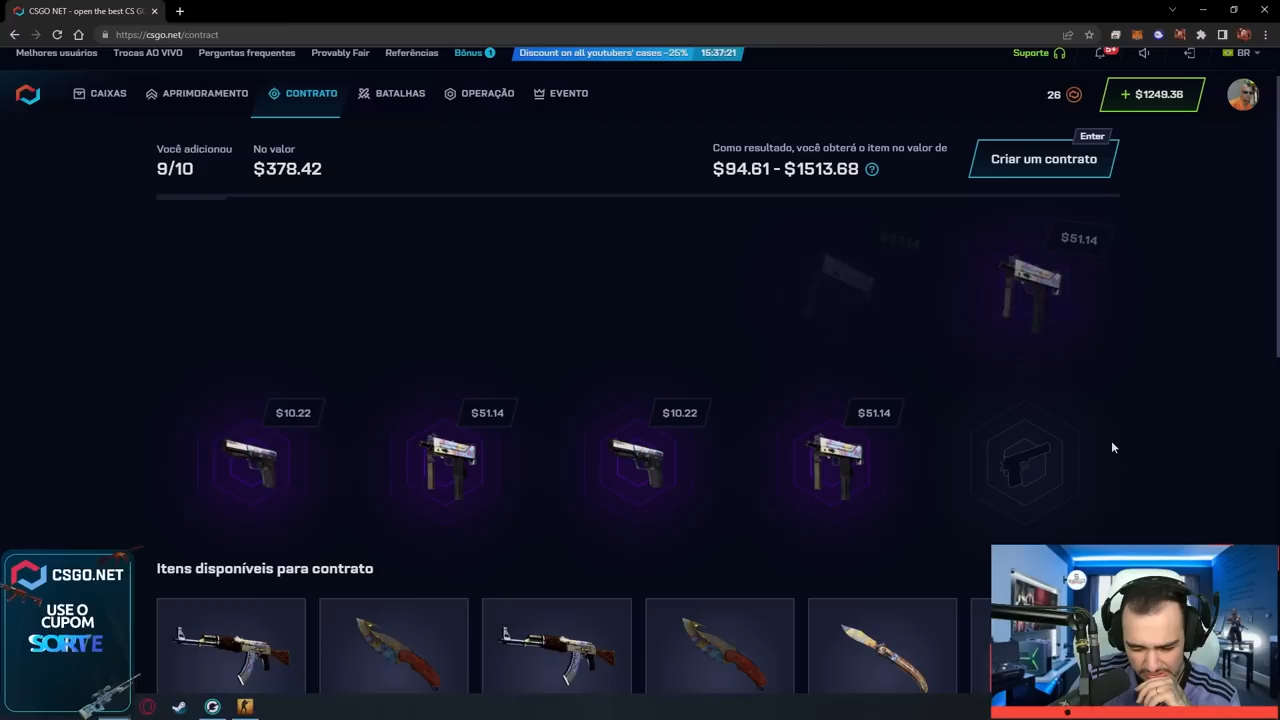 CSGO NET - open the best CS G
https://csgo.net/contract
Melhores usuários Trocas AO VIVO Perguntas frequentes Provably Fair Referências Bônus 1 Discount on all youtubers' cases −25% 15:37:21 Suporte 5+ BR
CAIXAS APRIMORAMENTO CONTRATO BATALHAS OPERAÇÃO EVENTO 26 + $1249.36
Enter
Você adicionou No valor Como resultado, você obterá o item no valor de
9/10 $378.42 $94.61 - $1513.68 ? Criar um contrato
$51.14 $51.14
$10.22 $51.14 $10.22 $51.14
Itens disponíveis para contrato
CSGO.NET
USE O
CUPOM
SORTE